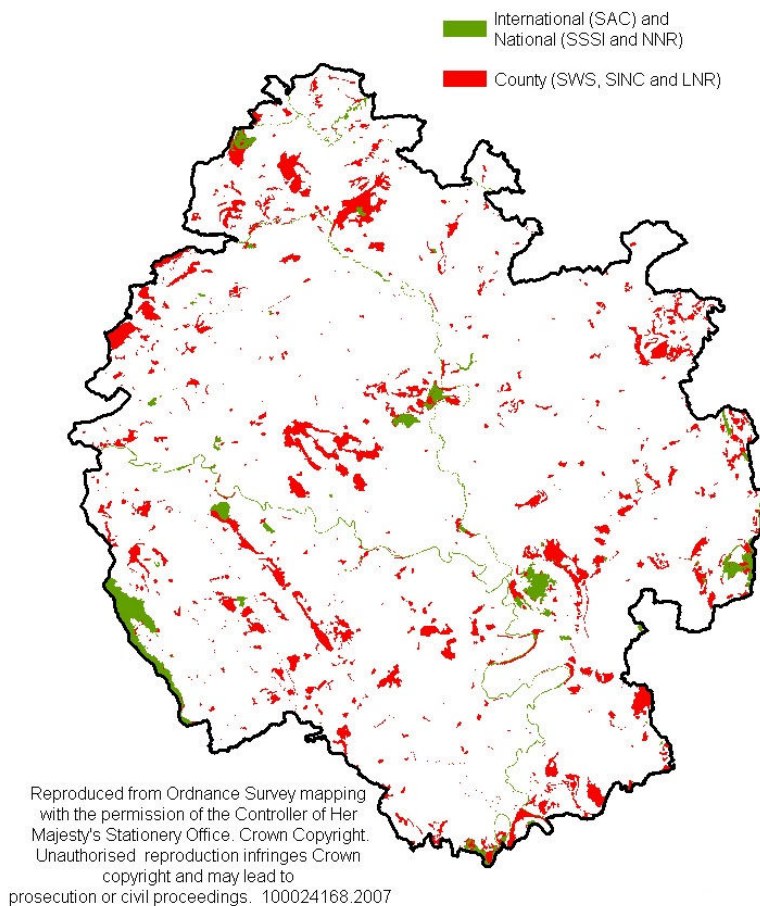 International (SAC) and
National (SSSI and NNR)
County (SWS, SINC and LNR)
Reproduced from Ordnance Survey mapping
with the permission of the Controller of Her
Majesty's Stationery Office. Crown Copyright.
Unauthorised reproduction infringes Crown
copyright and may lead to
prosecution or civil proceedings. 100024168.2007